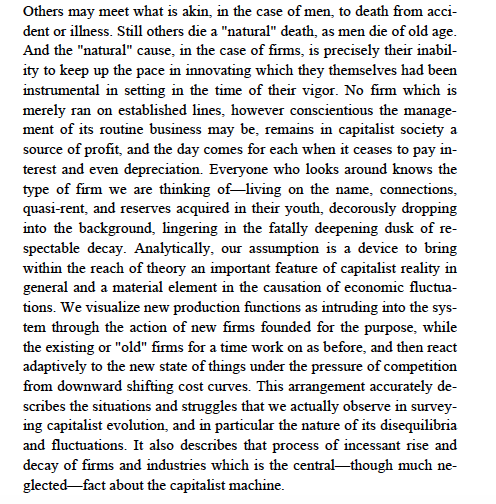 Others may meet what is akin, in the case of men, to death from acci-
dent or illness. Still others die a "natural" death, as men die of old age.
And the "natural" cause, in the case of firms, is precisely their inabil-
ity to keep up the pace in innovating which they themselves had been
instrumental in setting in the time of their vigor. No firm which is
merely ran on established lines, however conscientious the manage-
ment of its routine business may be, remains in capitalist society a
source of profit, and the day comes for each when it ceases to pay in-
terest and even depreciation. Everyone who looks around knows the
type of firm we are thinking of—living on the name, connections,
quasi-rent, and reserves acquired in their youth, decorously dropping
into the background, lingering in the fatally deepening dusk of re-
spectable decay. Analytically, our assumption is a device to bring
within the reach of theory an important feature of capitalist reality in
general and a material element in the causation of economic fluctua-
tions. We visualize new production functions as intruding into the sys-
tem through the action of new firms founded for the purpose, while
the existing or "old" firms for a time work on as before, and then react
adaptively to the new state of things under the pressure of competition
from downward shifting cost curves. This arrangement accurately de-
scribes the situations and struggles that we actually observe in survey-
ing capitalist evolution, and in particular the nature of its disequilibria
and fluctuations. It also describes that process of incessant rise and
decay of firms and industries which is the central—though much ne-
glected—fact about the capitalist machine.